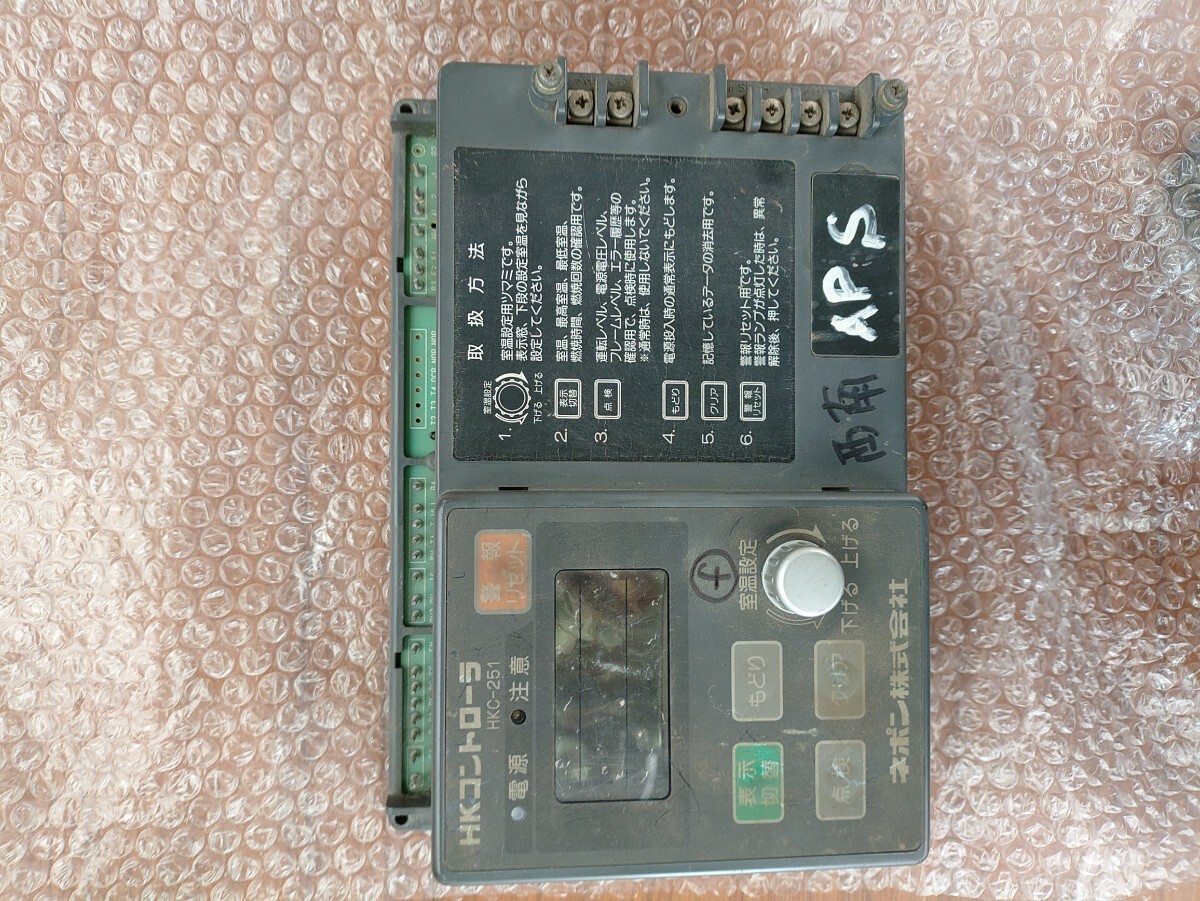 HKコントローラ
HKC-251
電源
注意
警報
リセット
表示
切替
もどり
点検
クリア
室温設定
下げる 上げる
ネポン株式会社
取扱方法
1.
室温設定
下げる 上げる
室温設定用ツマミです。
表示窓、下段の設定室温を見ながら
設定してください。
2.
表示
切替
室温、最高室温、最低室温、
燃焼時間、燃焼回数の確認用です。
3.
点検
運転レベル、電源電圧レベル、
フレームレベル、エラー履歴等の
確認用で、点検時に使用します。
※通常時は、使用しないでください。
4.
もどり
電源投入時の通常表示にもどします。
5.
クリア
記憶しているデータの消去用です。
6.
警報
リセット
警報リセット用です。
警報ランプが点灯した時は、異常
解除後、押してください。
西南
APS